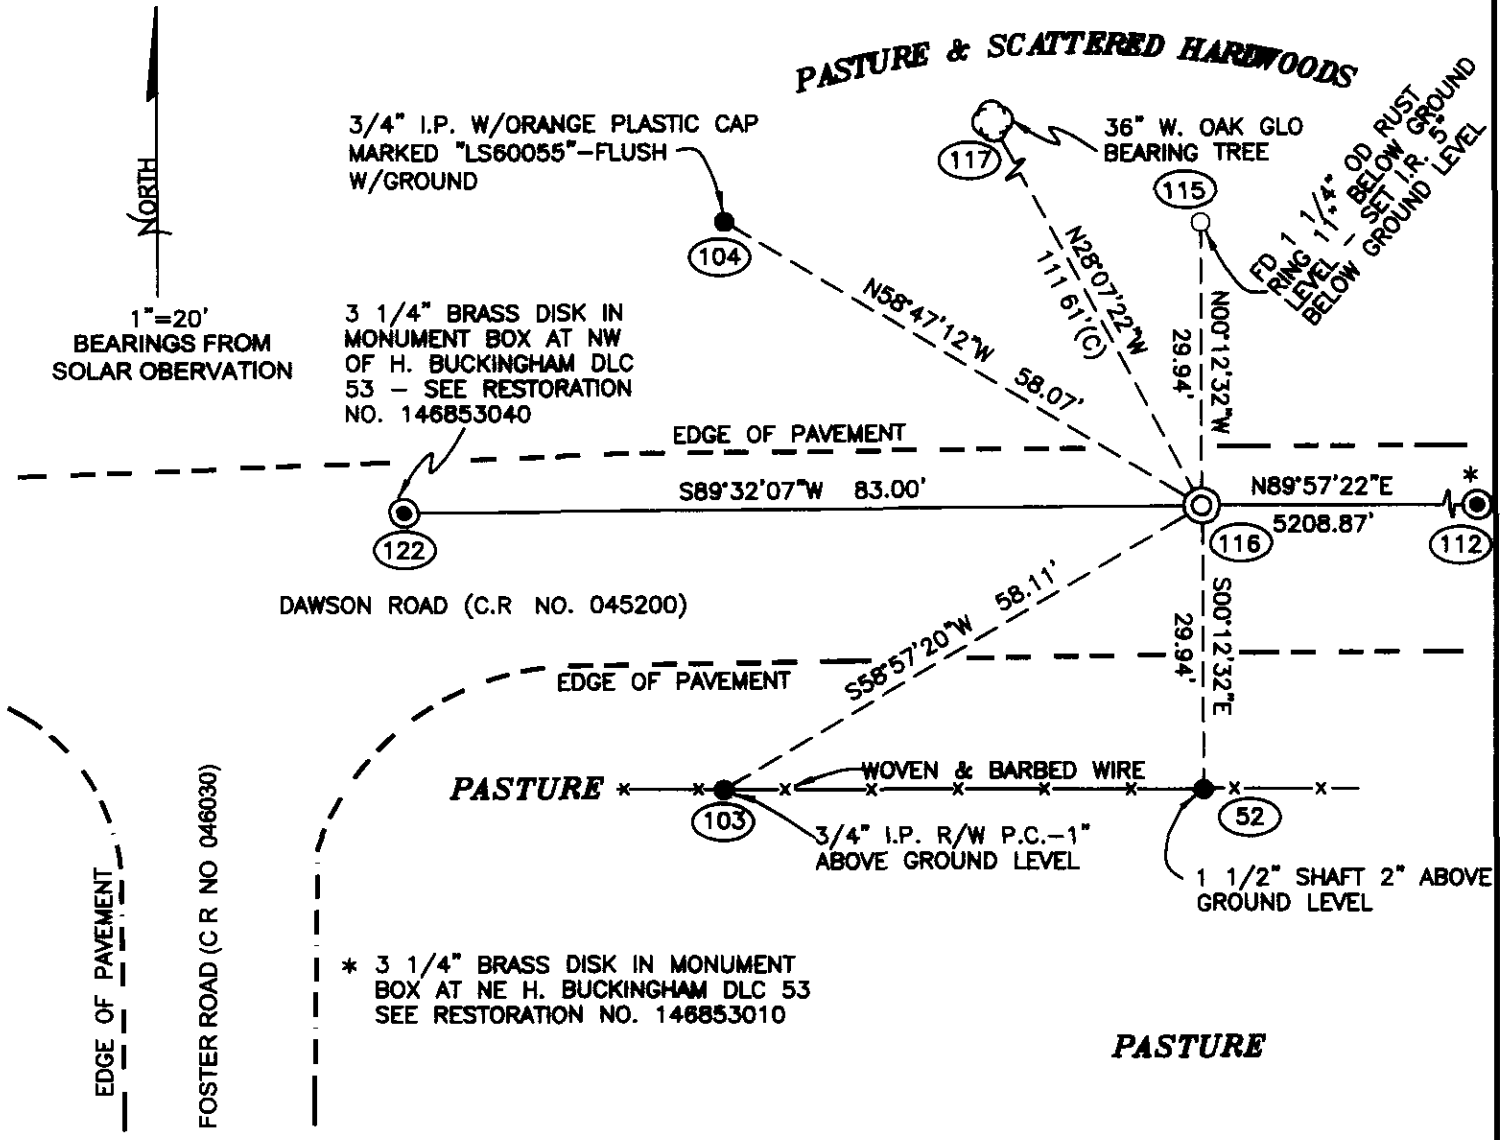 PASTURE & SCATTERED HARDWOODS
3/4" I.P. W/ORANGE PLASTIC CAP
MARKED "LS60055"-FLUSH
W/GROUND
36" W. OAK GLO
BEARING TREE
117
115
104
FD 1 1/4" OD RUST
RING 11" BELOW GROUND
LEVEL - SET I.R. 5"
BELOW GROUND LEVEL
NORTH
1"=20'
BEARINGS FROM
SOLAR OBERVATION
3 1/4" BRASS DISK IN
MONUMENT BOX AT NW
OF H. BUCKINGHAM DLC
53 - SEE RESTORATION
NO. 146853040
N58°47'12"W 58.07'
N28°07'22"W
111 61'(C)
N00°12'32"W
29.94'
EDGE OF PAVEMENT
S89°32'07"W 83.00'
N89°57'22"E
5208.87'
*
122
116
112
DAWSON ROAD (C.R NO. 045200)
S58°57'20"W 58.11'
S00°12'32"E
29.94'
EDGE OF PAVEMENT
PASTURE
WOVEN & BARBED WIRE
103
52
3/4" I.P. R/W P.C.-1"
ABOVE GROUND LEVEL
1 1/2" SHAFT 2" ABOVE
GROUND LEVEL
EDGE OF PAVEMENT
FOSTER ROAD (C R NO 046030)
* 3 1/4" BRASS DISK IN MONUMENT
BOX AT NE H. BUCKINGHAM DLC 53
SEE RESTORATION NO. 146853010
PASTURE